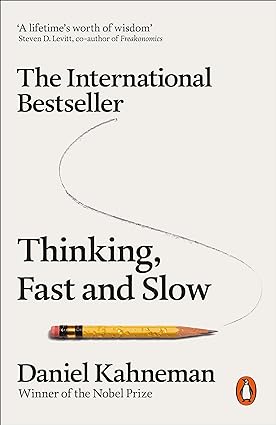 ‘A lifetime’s worth of wisdom’
Steven D. Levitt, co-author of Freakonomics
The International
Bestseller
Thinking,
Fast and Slow
Daniel Kahneman
Winner of the Nobel Prize